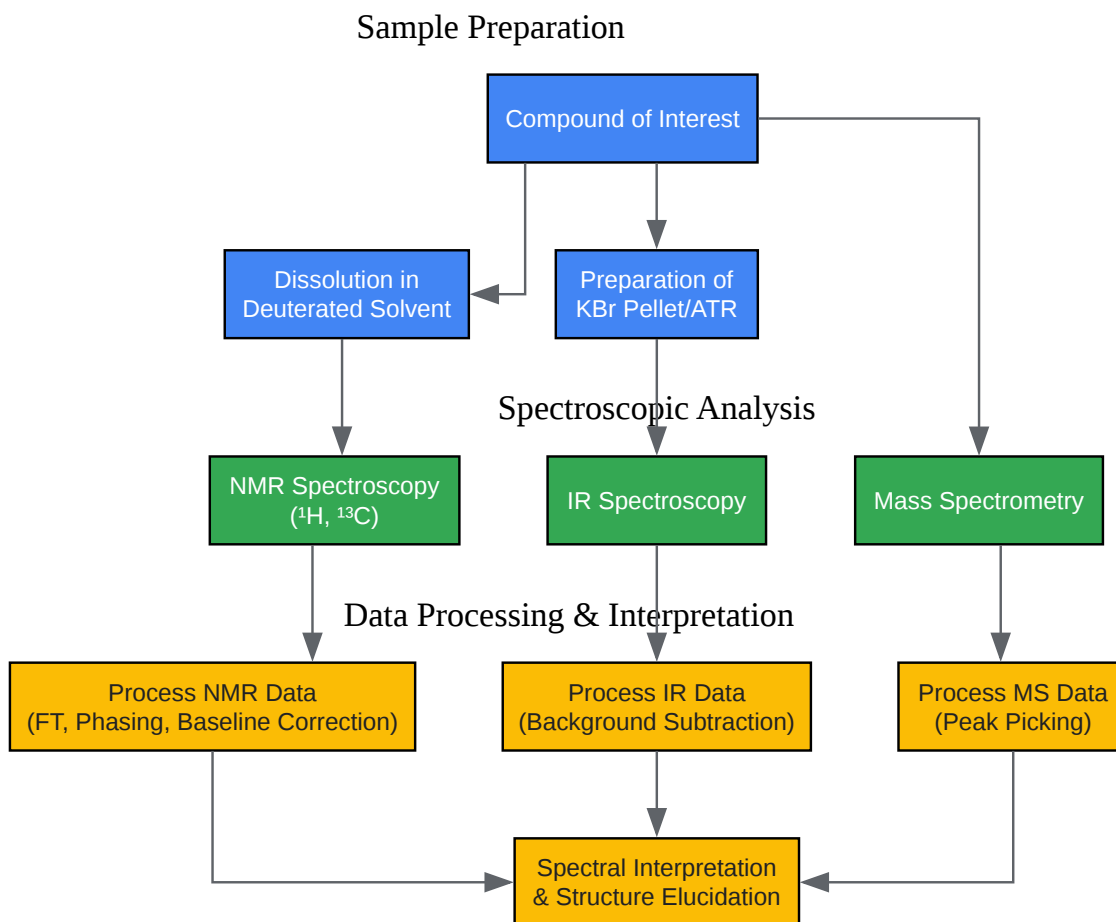 Sample Preparation
Compound of Interest
Dissolution in
Deuterated Solvent
Preparation of
KBr Pellet/ATR
Spectroscopic Analysis
NMR Spectroscopy
(¹H, ¹³C)
IR Spectroscopy
Mass Spectrometry
Data Processing & Interpretation
Process NMR Data
(FT, Phasing, Baseline Correction)
Process IR Data
(Background Subtraction)
Process MS Data
(Peak Picking)
Spectral Interpretation
& Structure Elucidation